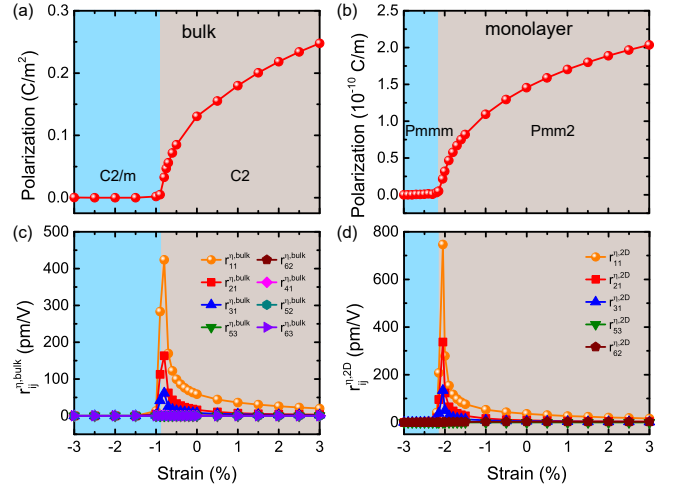 (a)
bulk
Polarization (C/m²)
0.3
0.2
0.1
0.0
C2/m
C2
(b)
monolayer
Polarization (10⁻¹⁰ C/m)
2.5
2.0
1.5
1.0
0.5
0.0
Pmmm
Pmm2
(c)
r_ij^η,bulk (pm/V)
500
400
300
200
100
0
r_11^η,bulk r_62^η,bulk
r_21^η,bulk r_41^η,bulk
r_31^η,bulk r_52^η,bulk
r_53^η,bulk r_63^η,bulk
-3 -2 -1 0 1 2 3
Strain (%)
(d)
r_ij^η,2D (pm/V)
800
600
400
200
0
r_11^η,2D
r_21^η,2D
r_31^η,2D
r_53^η,2D
r_62^η,2D
-3 -2 -1 0 1 2 3
Strain (%)